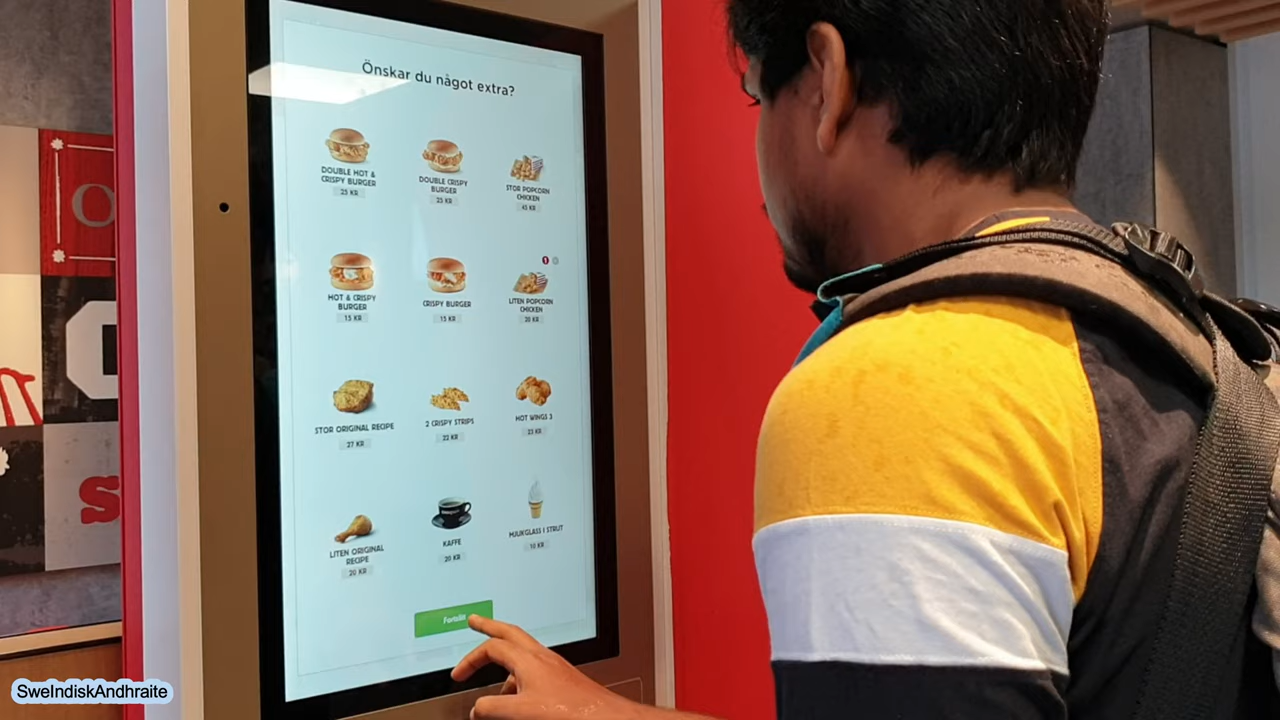 Önskar du något extra?
DOUBLE HOT &
CRISPY BURGER
25 KR
DOUBLE CRISPY
BURGER
25 KR
STOR POPCORN
CHICKEN
45 KR
HOT & CRISPY
BURGER
15 KR
CRISPY BURGER
15 KR
LITEN POPCORN
CHICKEN
20 KR
STOR ORIGINAL RECIPE
27 KR
2 CRISPY STRIPS
22 KR
HOT WINGS 3
23 KR
LITEN ORIGINAL
RECIPE
20 KR
KAFFE
20 KR
MJUKGLASS I STRUT
10 KR
Fortsätt
O
C
S
SweIndiskAndhraite